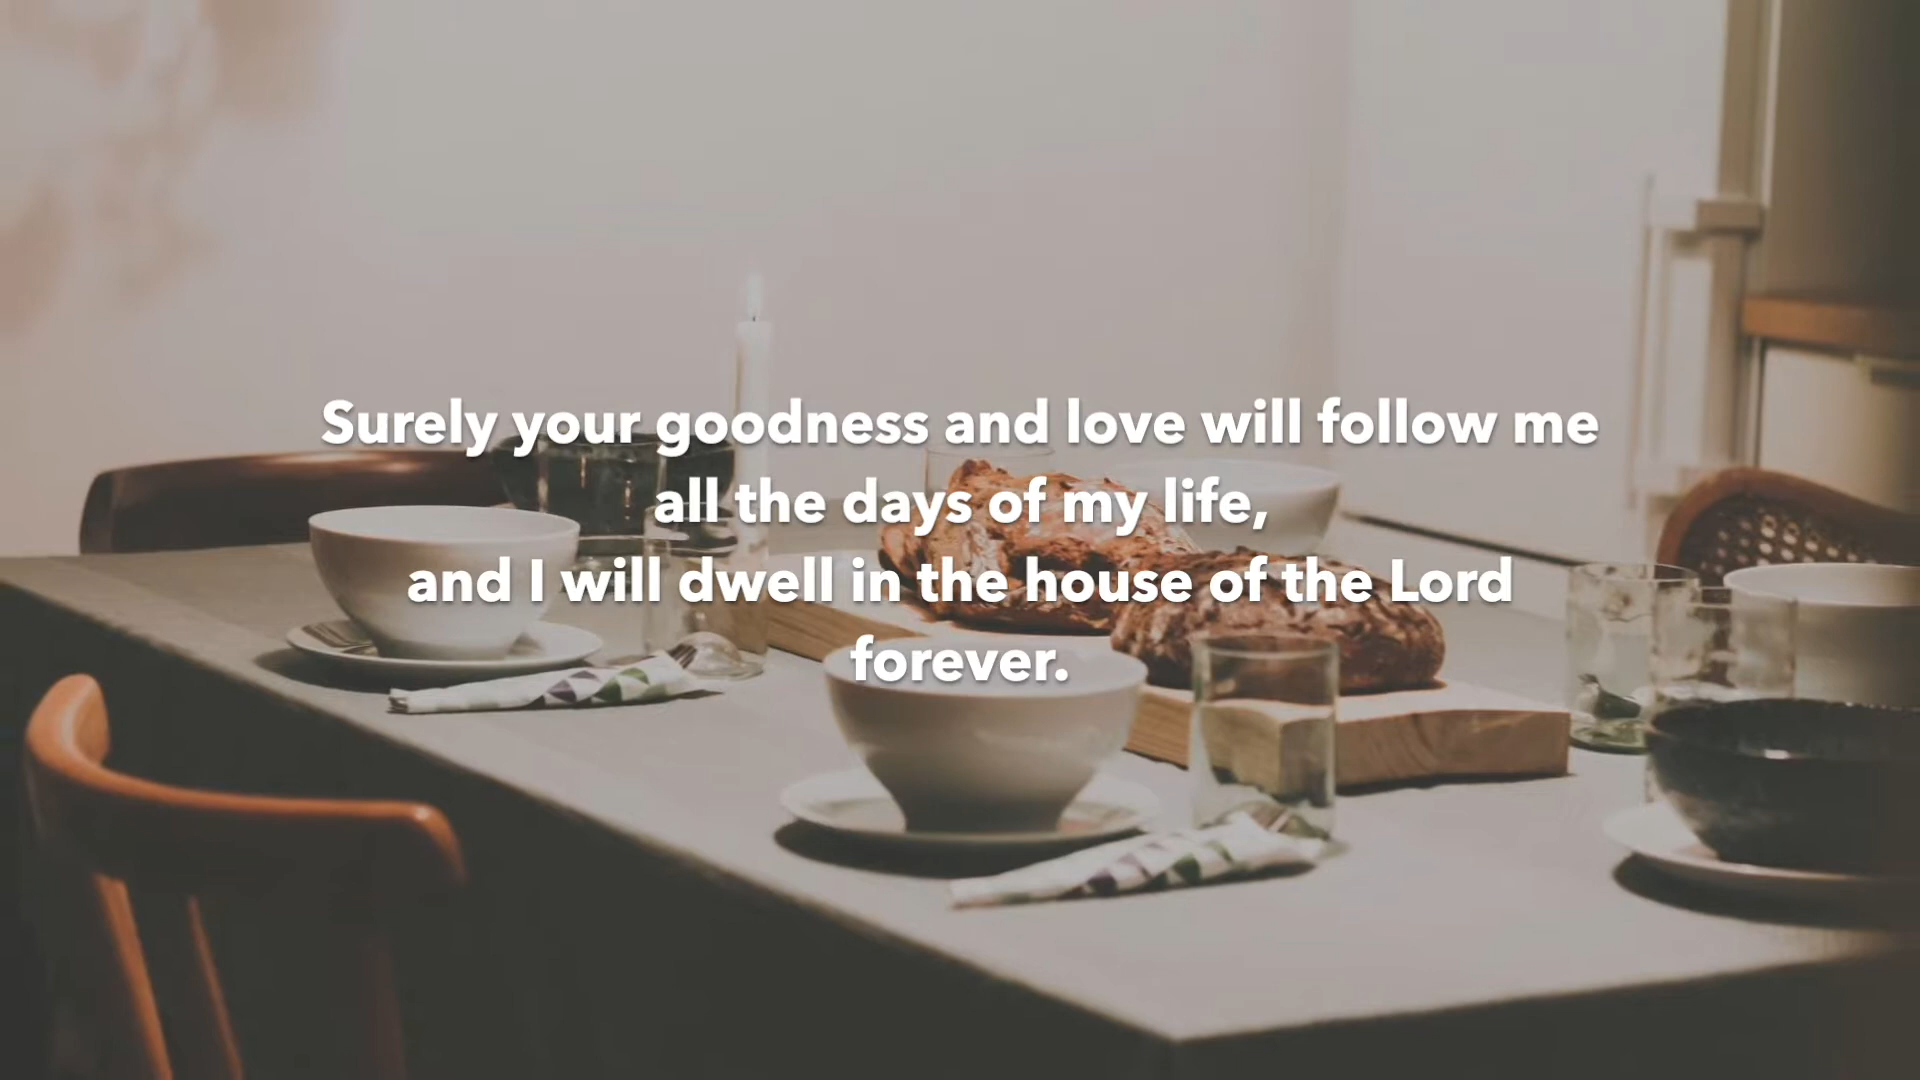 Surely your goodness and love will follow me
all the days of my life,
and I will dwell in the house of the Lord
forever.